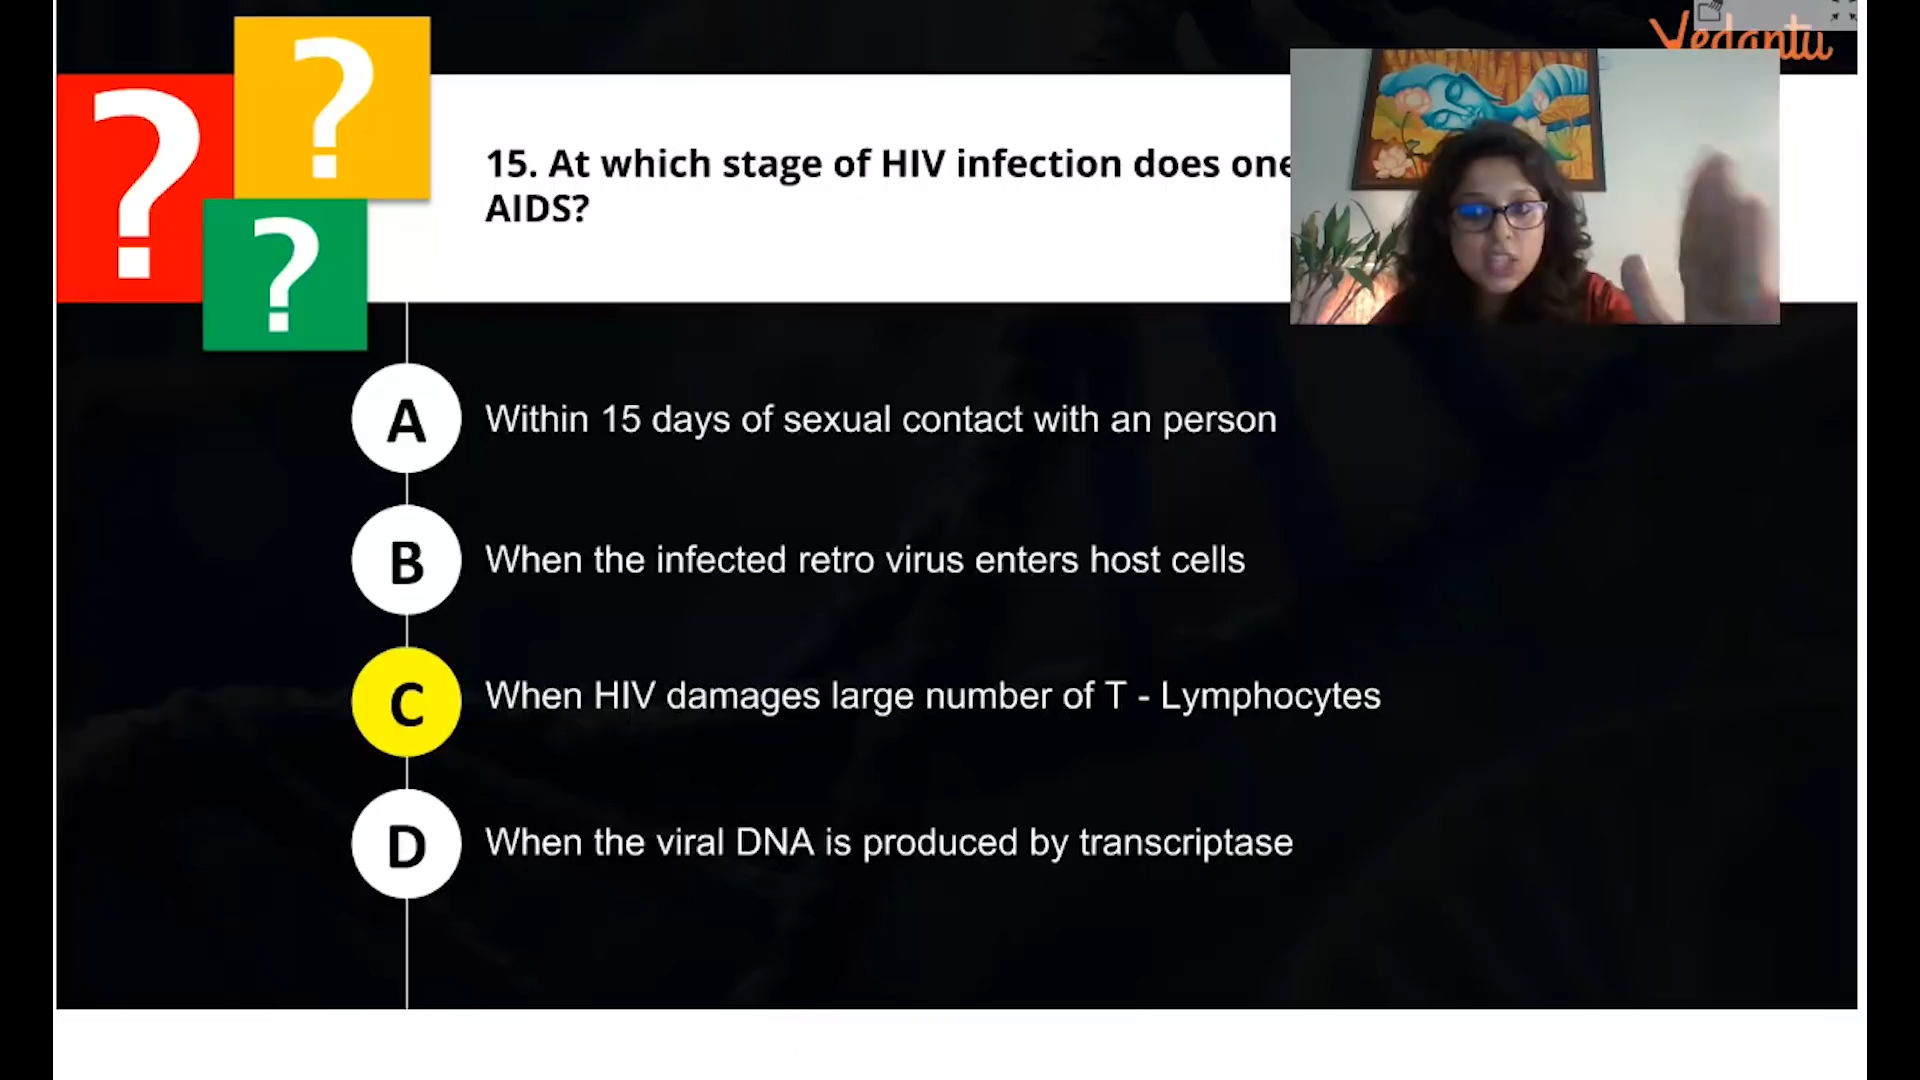 Vedantu
? ? ?
15. At which stage of HIV infection does one
AIDS?
A Within 15 days of sexual contact with an person
B When the infected retro virus enters host cells
C When HIV damages large number of T - Lymphocytes
D When the viral DNA is produced by transcriptase